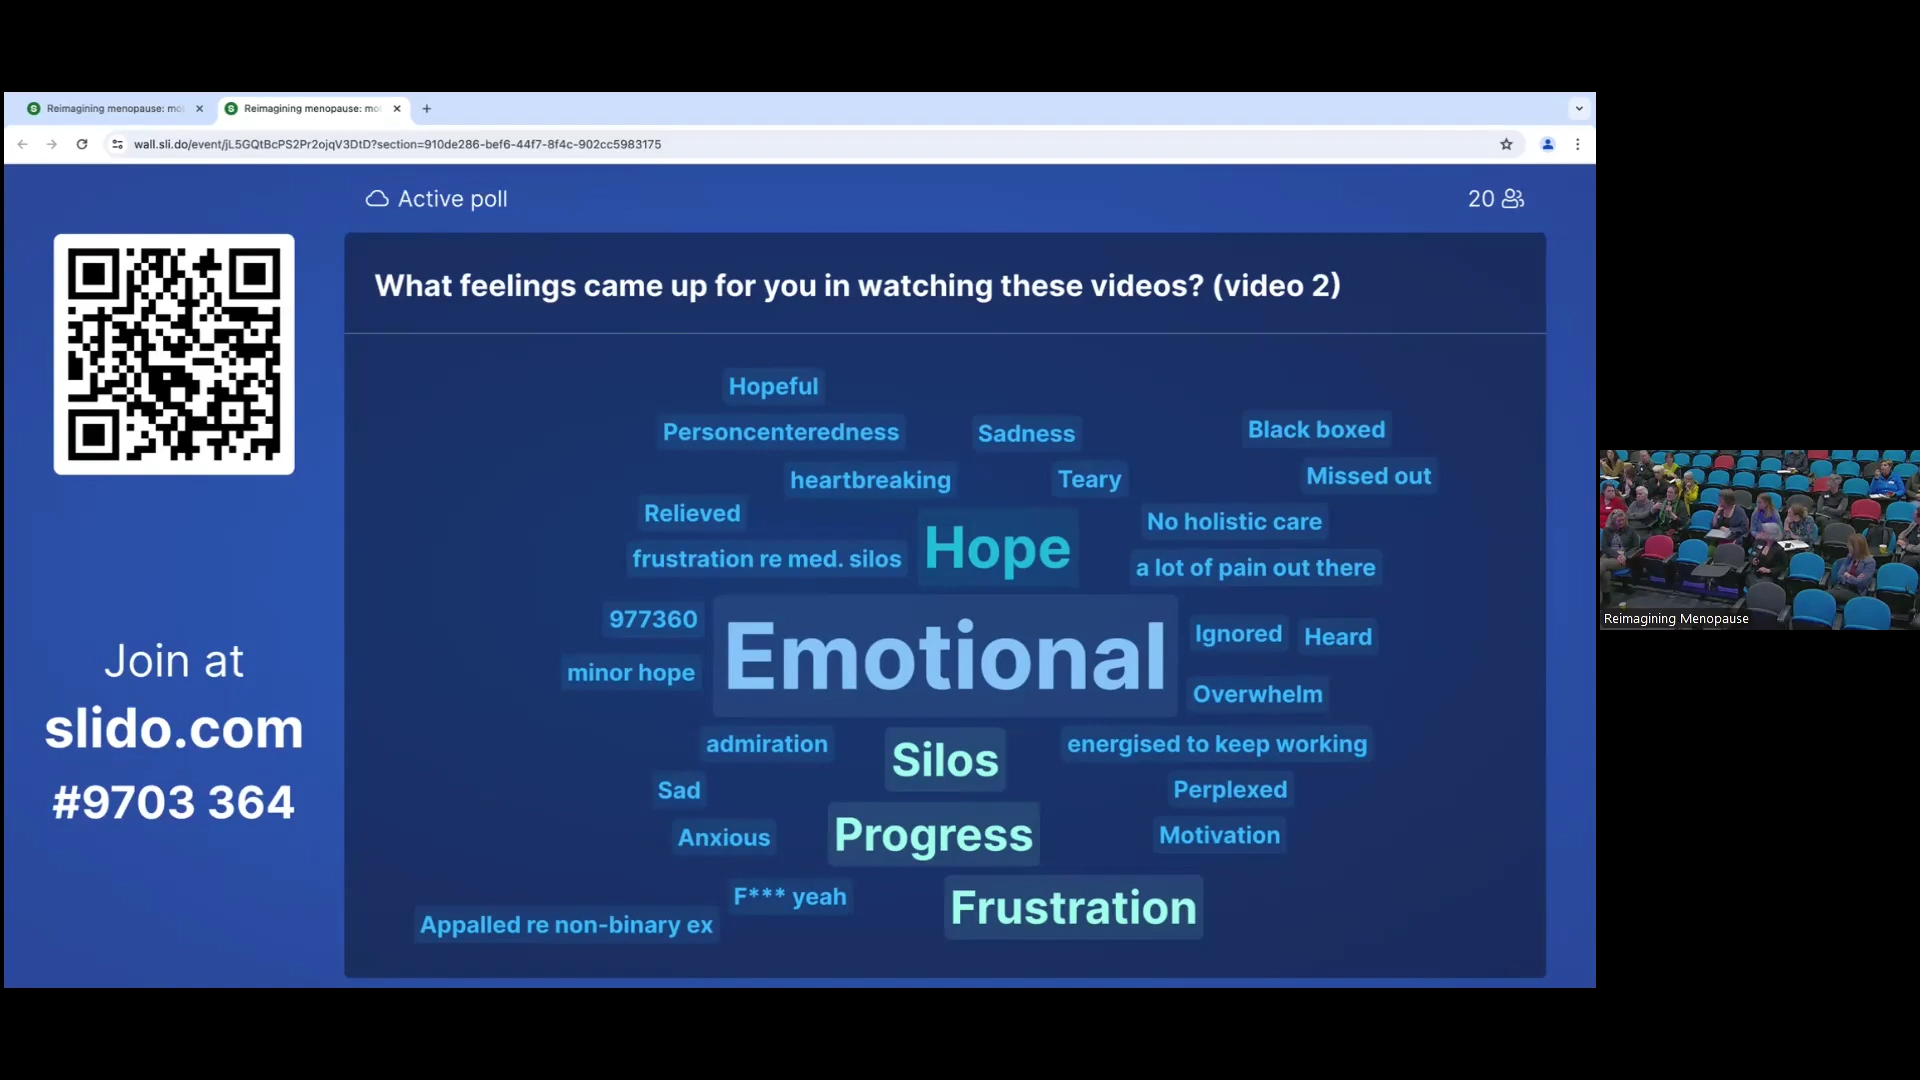 Reimagining menopause: mo
Reimagining menopause: mo
wall.sli.do/event/jL5GQtBcPS2Pr2ojqV3DtD?section=910de286-bef6-44f7-8f4c-902cc5983175
Active poll
20
What feelings came up for you in watching these videos? (video 2)
Hopeful
Personcenteredness
Sadness
Black boxed
heartbreaking
Teary
Missed out
Relieved
Hope
No holistic care
frustration re med. silos
a lot of pain out there
977360
Emotional
Ignored
Heard
minor hope
Overwhelm
admiration
Silos
energised to keep working
Sad
Perplexed
Anxious
Progress
Motivation
F*** yeah
Frustration
Appalled re non-binary ex
Join at
slido.com
#9703 364
Reimagining Menopause